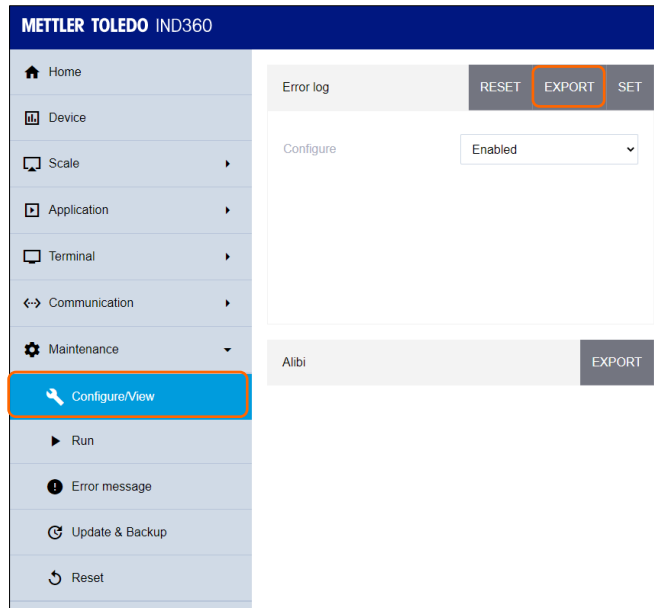 METTLER TOLEDO IND360
Home
Device
Scale
Application
Terminal
Communication
Maintenance
Configure/View
Run
Error message
Update & Backup
Reset
Error log
RESET EXPORT SET
Configure
Enabled
Alibi
EXPORT